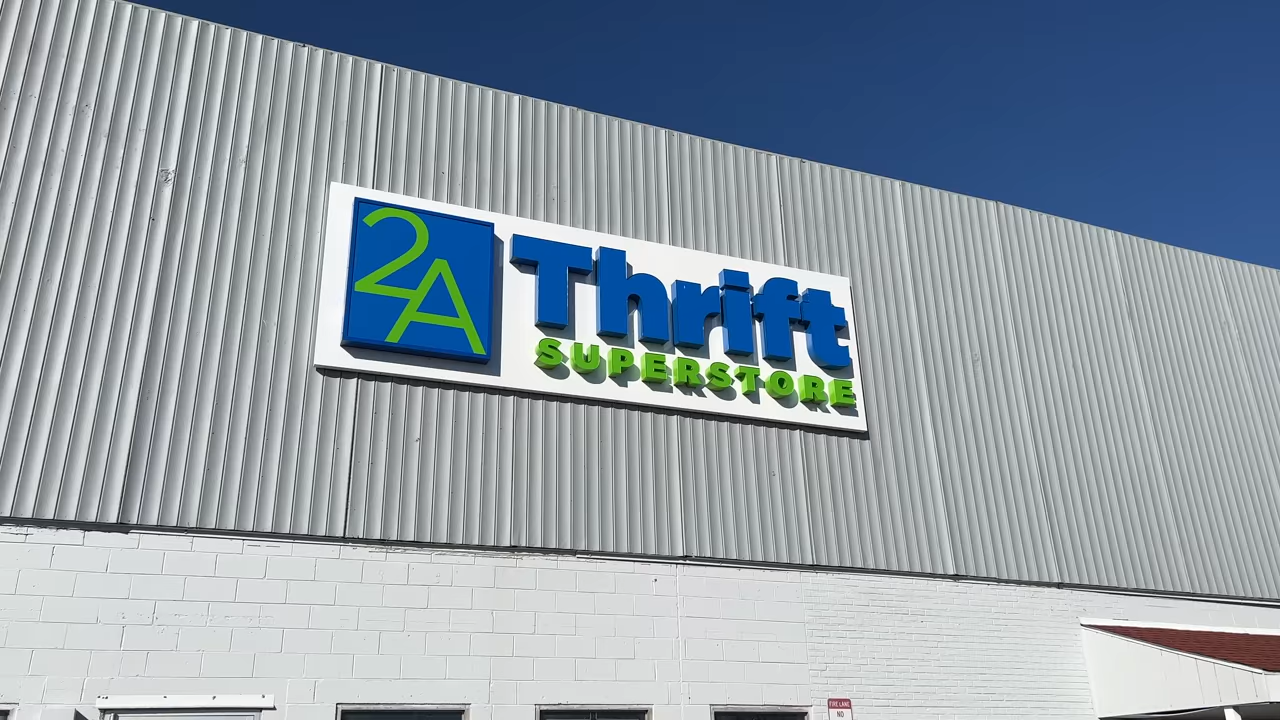 2A
Thrift
SUPERSTORE
FIRE LANE
NO